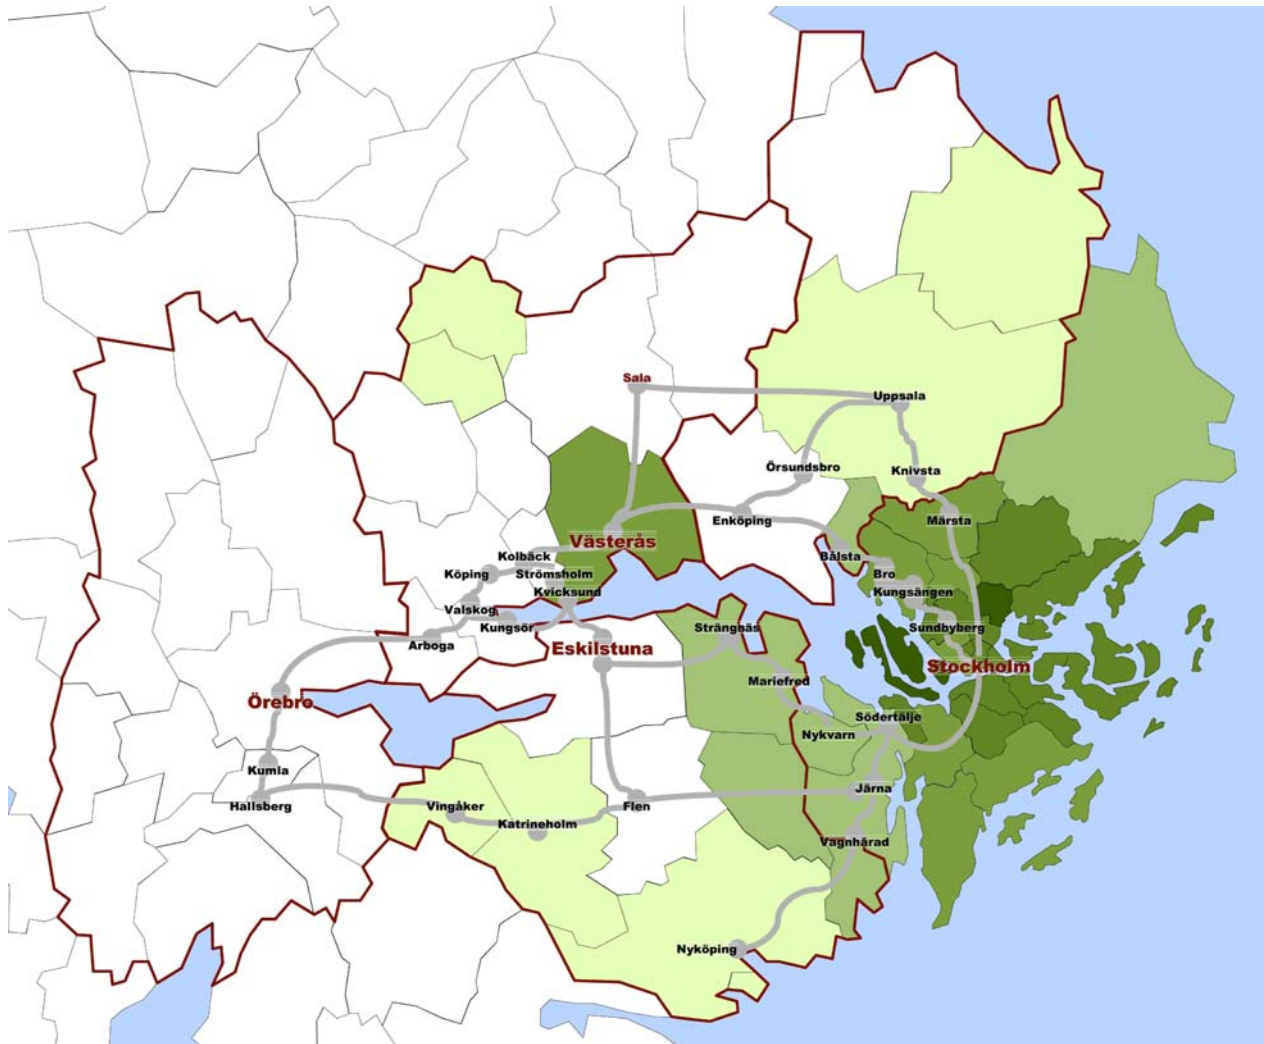 Sala
Uppsala
Örsundsbro
Knivsta
Enköping
Märsta
Västerås
Kolbäck
Bålsta
Köping
Strömsholm
Bro
Kvicksund
Kungsängen
Valskog
Kungsör
Strängnäs
Sundbyberg
Arboga
Eskilstuna
Stockholm
Mariefred
Örebro
Södertälje
Nykvarn
Kumla
Järna
Hallsberg
Vingåker
Flen
Katrineholm
Vagnhärad
Nyköping